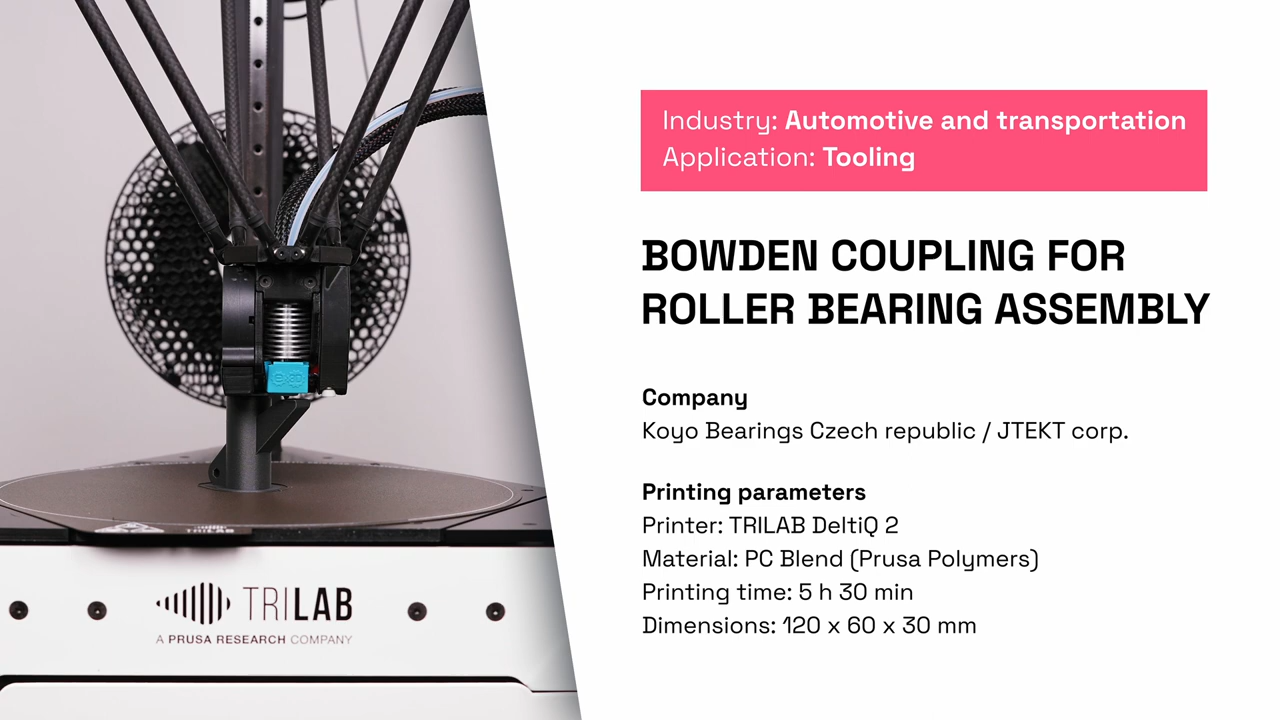 Industry: Automotive and transportation
Application: Tooling
BOWDEN COUPLING FOR
ROLLER BEARING ASSEMBLY
Company
Koyo Bearings Czech republic / JTEKT corp.
Printing parameters
Printer: TRILAB DeltiQ 2
Material: PC Blend (Prusa Polymers)
Printing time: 5 h 30 min
Dimensions: 120 x 60 x 30 mm
TRILAB
TRILAB
A PRUSA RESEARCH COMPANY